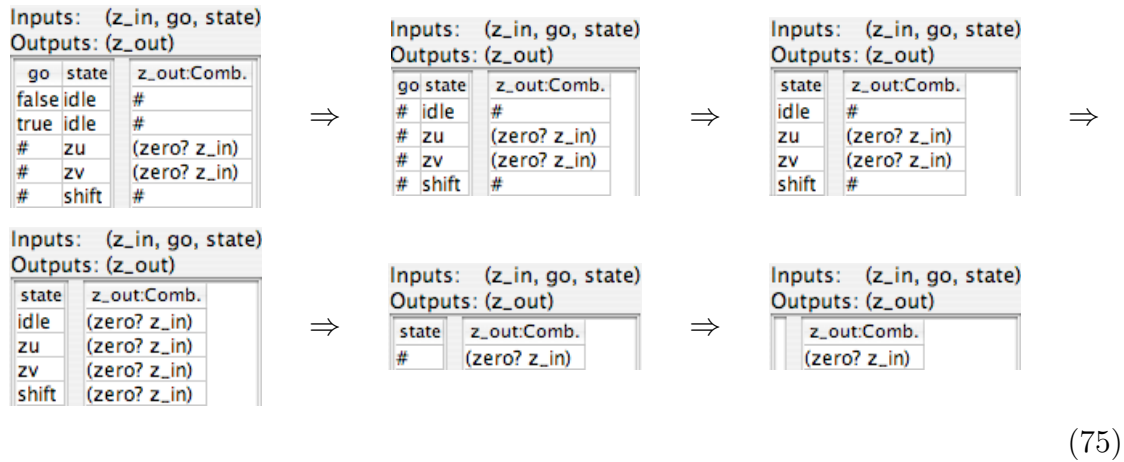 Inputs: (z_in, go, state)
Outputs: (z_out)
go state z_out:Comb.
false idle #
true idle #
# zu (zero? z_in)
# zv (zero? z_in)
# shift #
⇒
Inputs: (z_in, go, state)
Outputs: (z_out)
go state z_out:Comb.
# idle #
# zu (zero? z_in)
# zv (zero? z_in)
# shift #
⇒
Inputs: (z_in, go, state)
Outputs: (z_out)
state z_out:Comb.
idle #
zu (zero? z_in)
zv (zero? z_in)
shift #
⇒
Inputs: (z_in, go, state)
Outputs: (z_out)
state z_out:Comb.
idle (zero? z_in)
zu (zero? z_in)
zv (zero? z_in)
shift (zero? z_in)
⇒
Inputs: (z_in, go, state)
Outputs: (z_out)
state z_out:Comb.
# (zero? z_in)
⇒
Inputs: (z_in, go, state)
Outputs: (z_out)
z_out:Comb.
(zero? z_in)
(75)